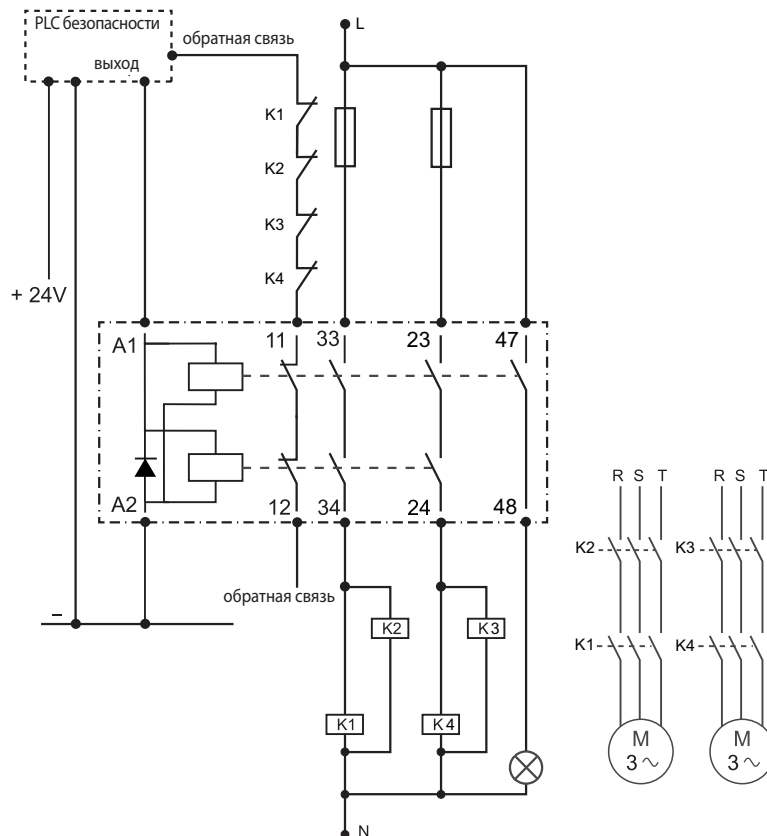 PLC безопасности
обратная связь
L
выход
K1
K2
K3
K4
+ 24V
A1
11
33
23
47
A2
12
34
24
48
R S T
R S T
K2
K3
обратная связь
–
K2
K3
K1
K4
K1
K4
M
3 ~
M
3 ~
N